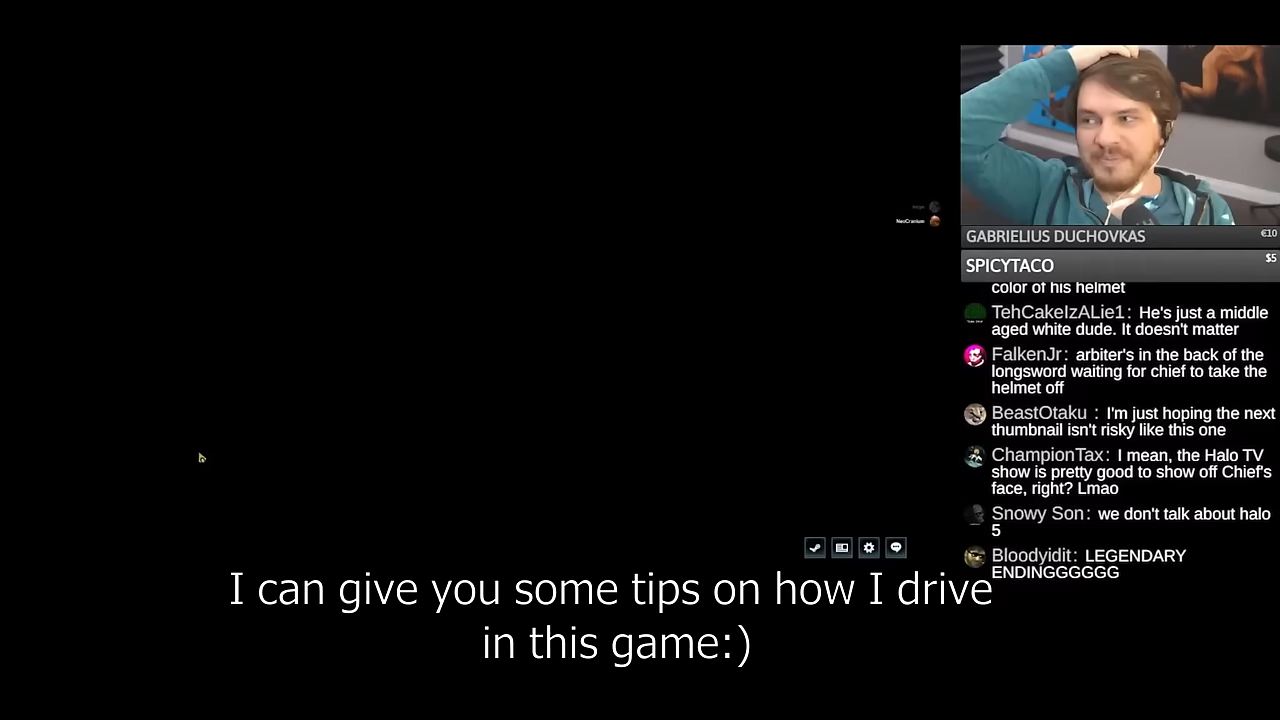 NeoCranium
GABRIELIUS DUCHOVKAS
€10
SPICYTACO
$5
color of his helmet
TehCakeIzALie1: He's just a middle
aged white dude. It doesn't matter
FalkenJr: arbiter's in the back of the
longsword waiting for chief to take the
helmet off
BeastOtaku : I'm just hoping the next
thumbnail isn't risky like this one
ChampionTax: I mean, the Halo TV
show is pretty good to show off Chief's
face, right? Lmao
Snowy Son: we don't talk about halo
5
Bloodyidit: LEGENDARY
ENDINGGGGGG
I can give you some tips on how I drive
in this game:)